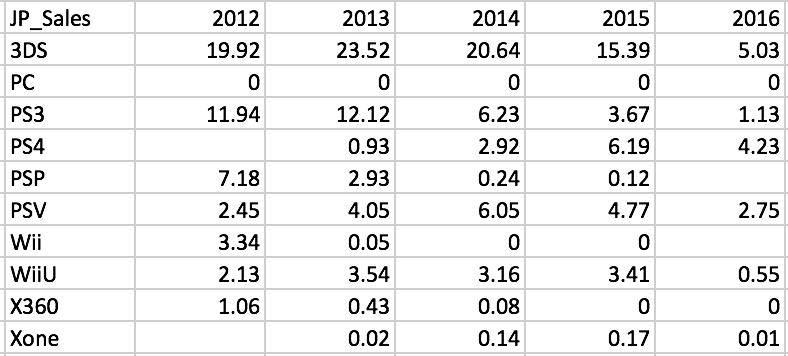 JP_Sales 2012 2013 2014 2015 2016
3DS 19.92 23.52 20.64 15.39 5.03
PC 0 0 0 0 0
PS3 11.94 12.12 6.23 3.67 1.13
PS4 0.93 2.92 6.19 4.23
PSP 7.18 2.93 0.24 0.12
PSV 2.45 4.05 6.05 4.77 2.75
Wii 3.34 0.05 0 0
WiiU 2.13 3.54 3.16 3.41 0.55
X360 1.06 0.43 0.08 0 0
Xone 0.02 0.14 0.17 0.01